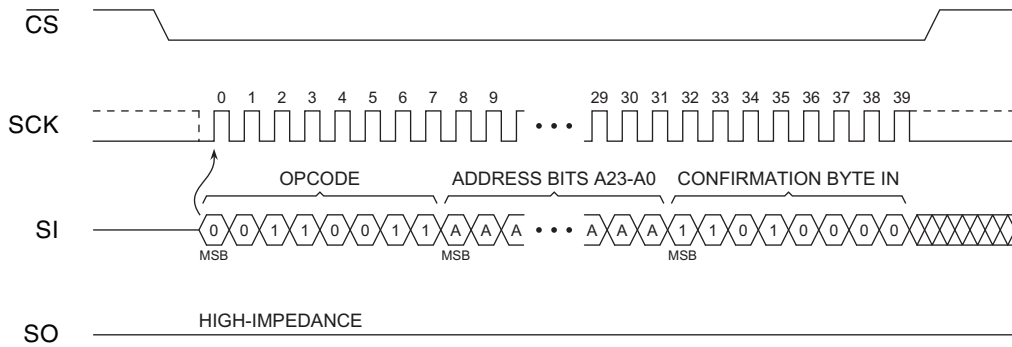 CS
SCK
0 1 2 3 4 5 6 7 8 9 29 30 31 32 33 34 35 36 37 38 39
OPCODE ADDRESS BITS A23-A0 CONFIRMATION BYTE IN
SI
0 0 1 1 0 0 1 1 A A A A A A 1 1 0 1 0 0 0 0
MSB MSB MSB
HIGH-IMPEDANCE
SO